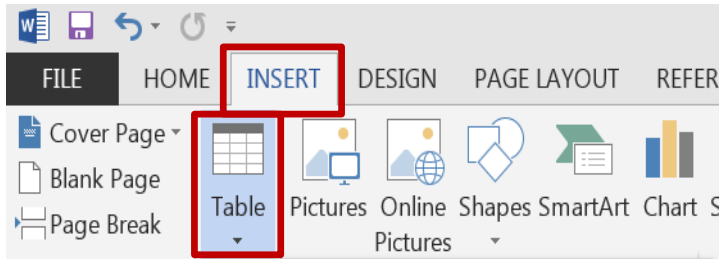 W
FILE HOME INSERT DESIGN PAGE LAYOUT REFER
Cover Page
Blank Page
Page Break
Table
Pictures
Online
Pictures
Shapes
SmartArt
Chart
S